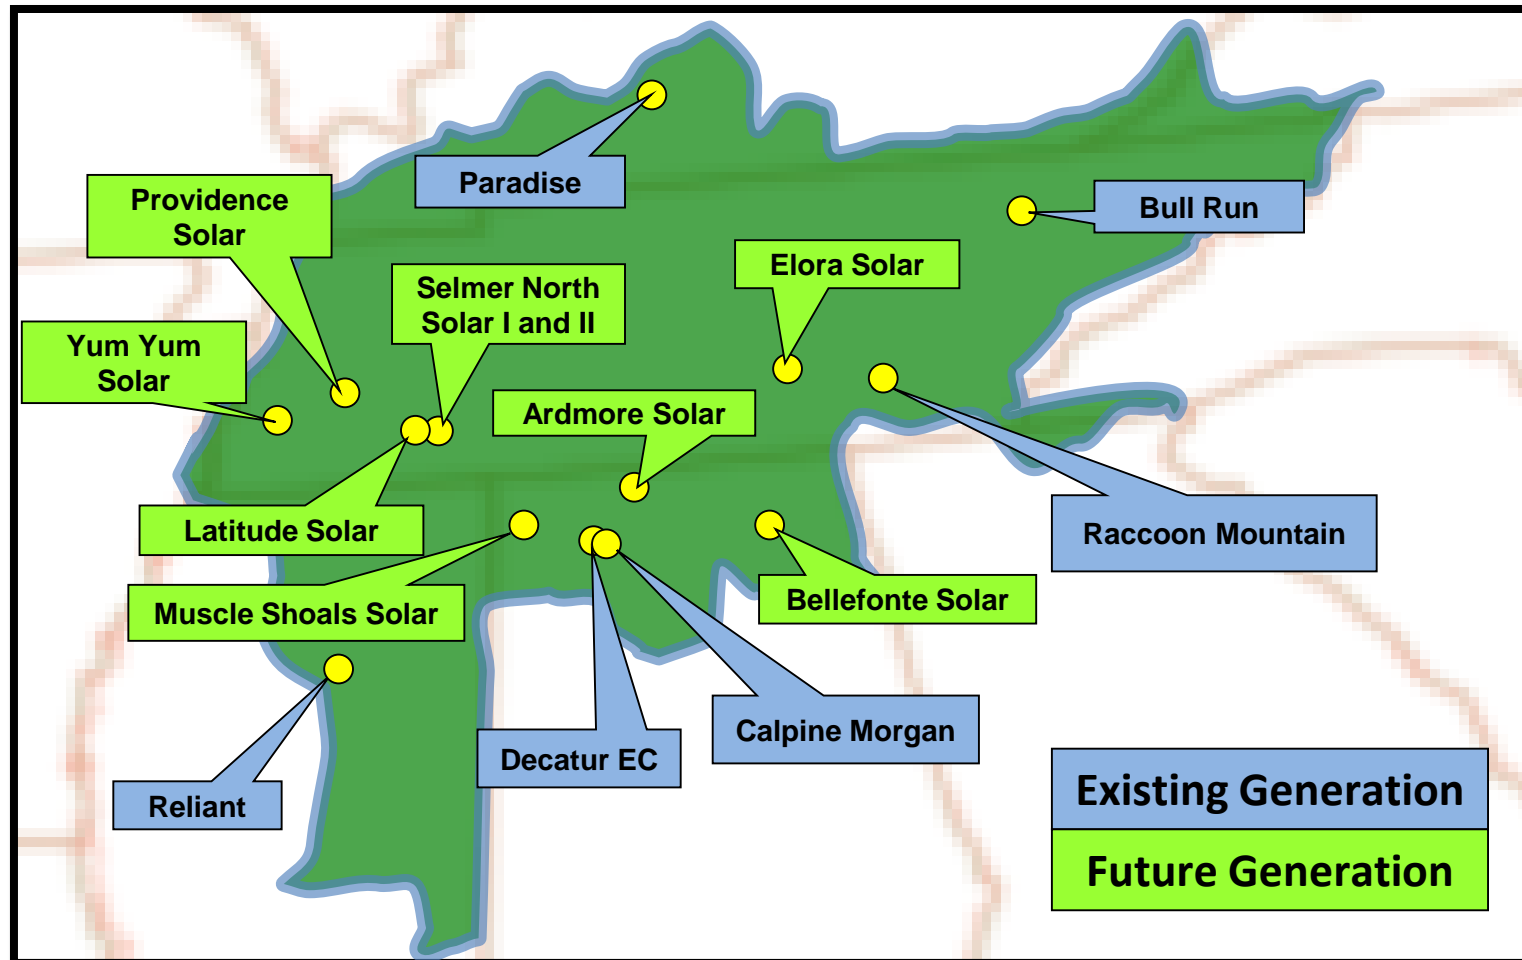 Paradise
Providence
Solar
Bull Run
Elora Solar
Selmer North
Solar I and II
Yum Yum
Solar
Ardmore Solar
Latitude Solar
Raccoon Mountain
Muscle Shoals Solar
Bellefonte Solar
Calpine Morgan
Decatur EC
Reliant
Existing Generation
Future Generation